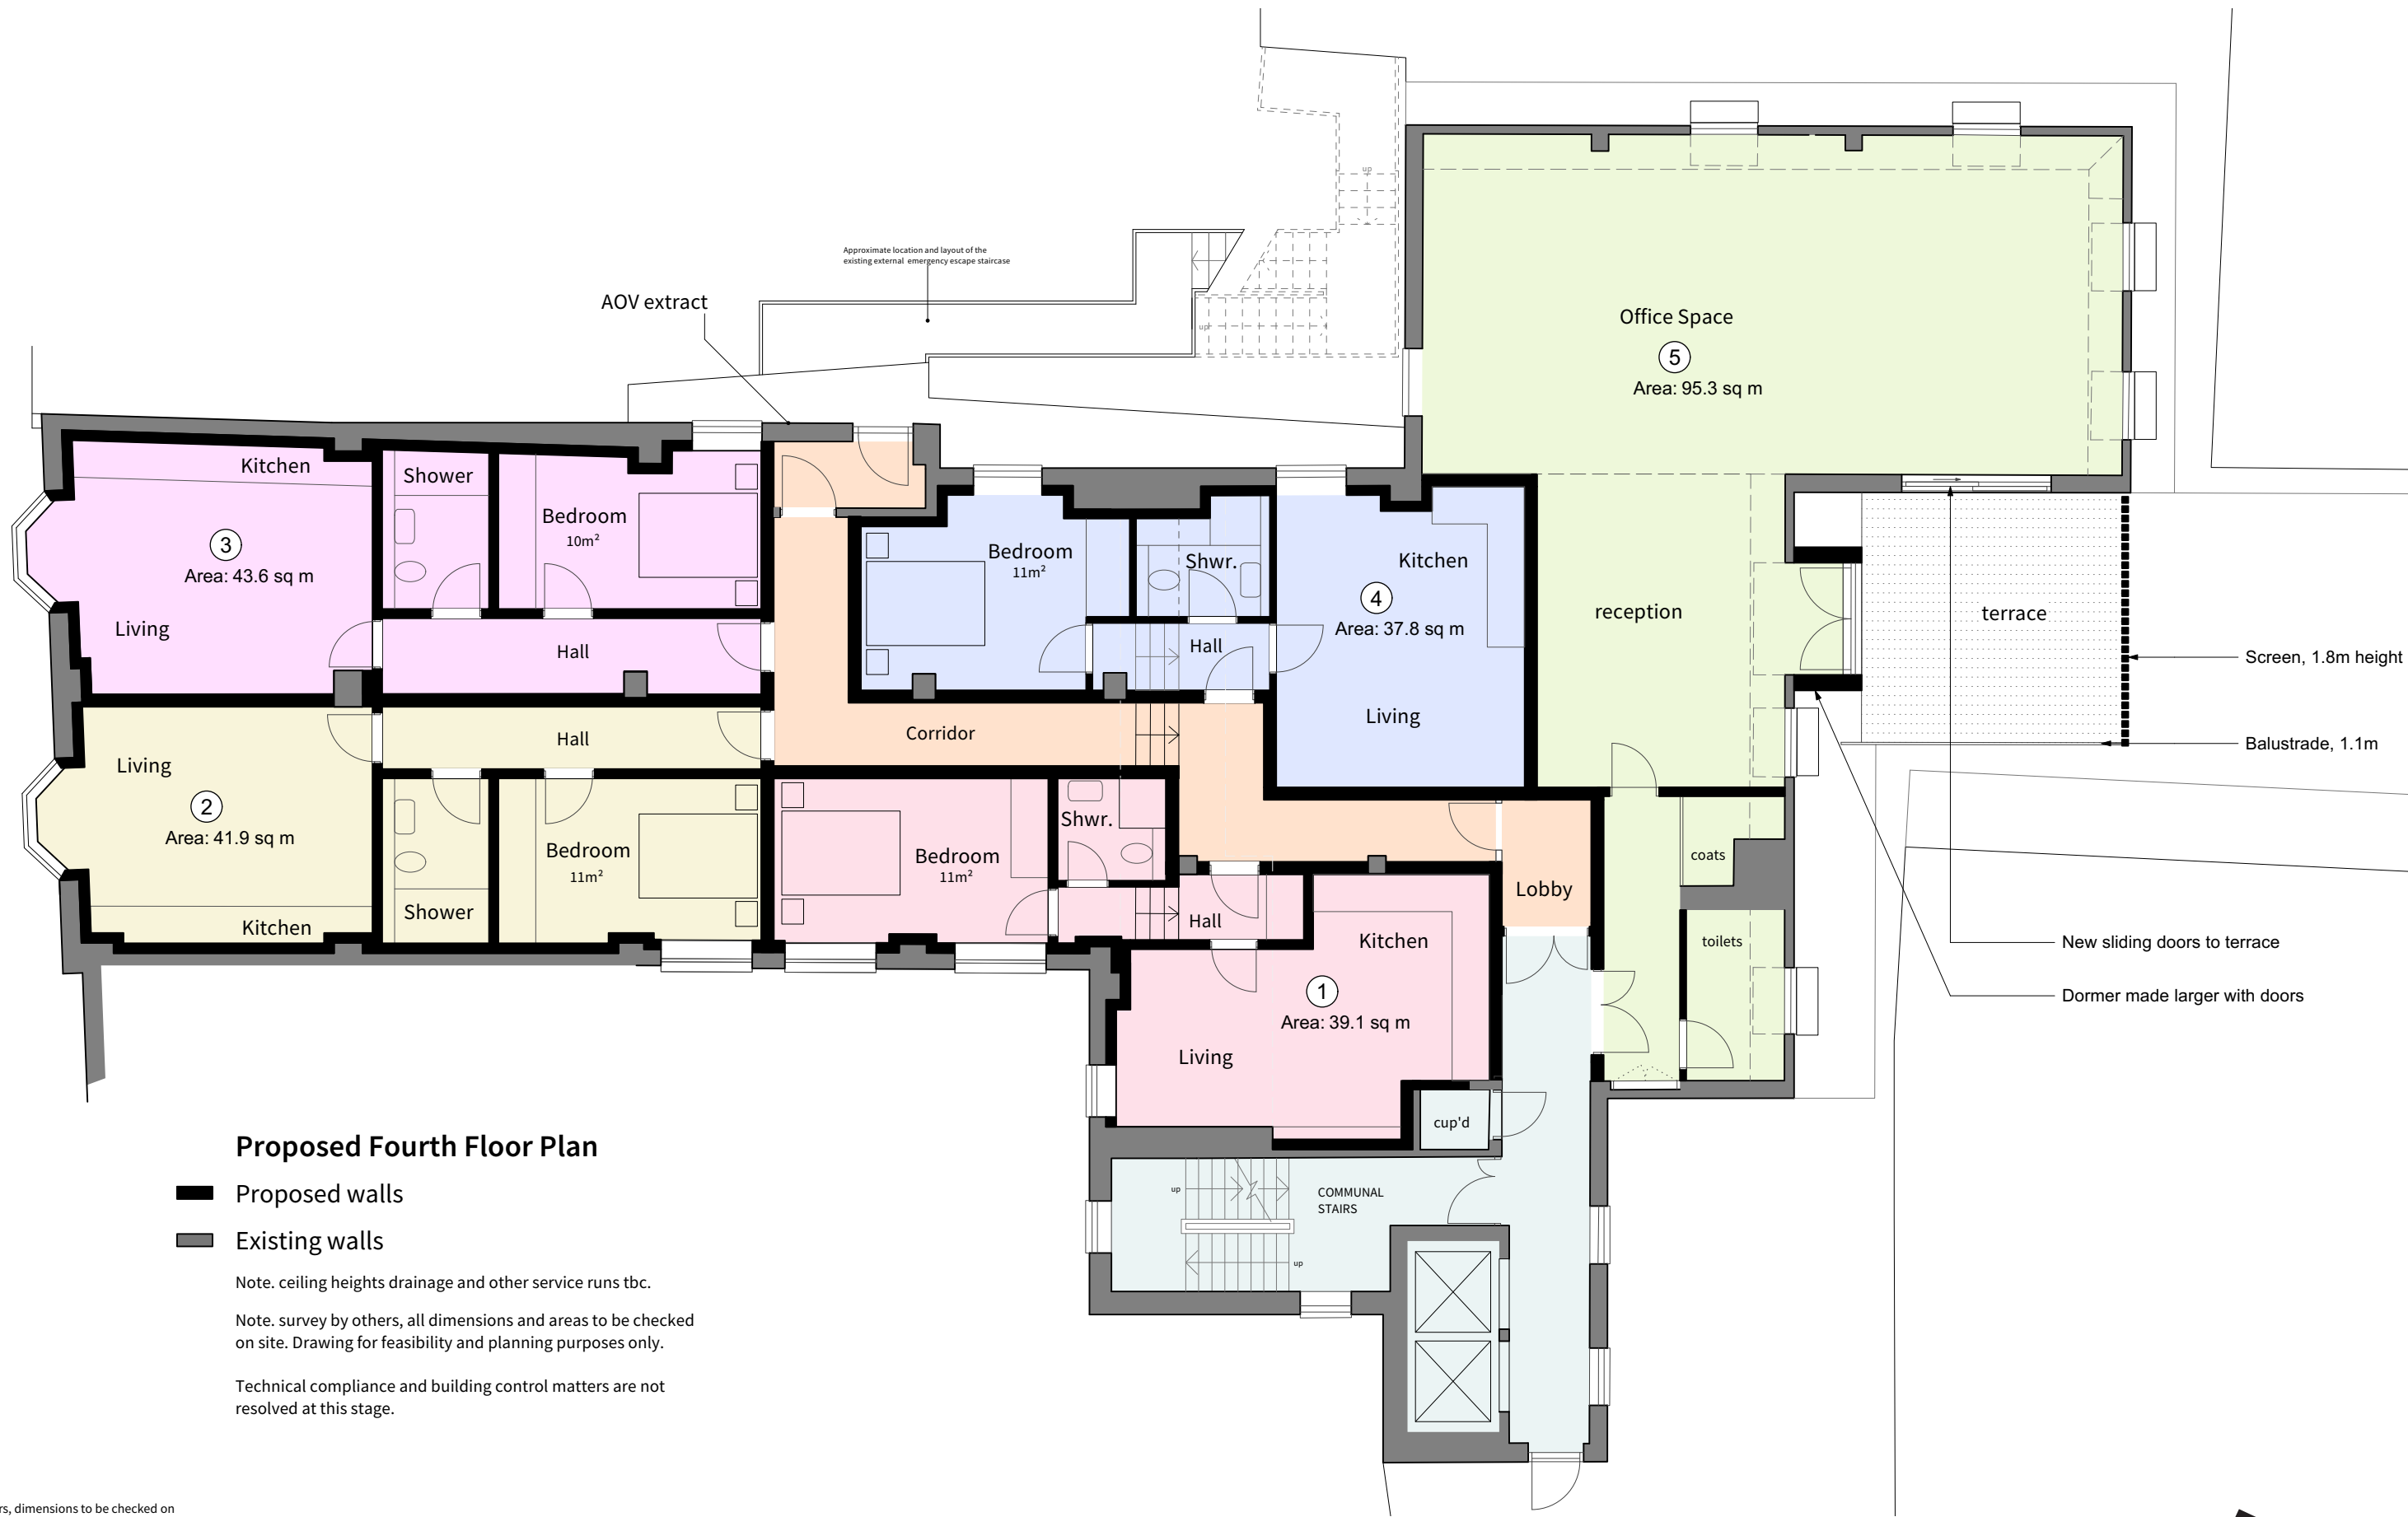 up
Approximate location and layout of the
existing external emergency escape staircase
AOV extract
up
Office Space
5
Area: 95.3 sq m
Kitchen
Shower
Bedroom
10m²
3
Area: 43.6 sq m
Living
Hall
Bedroom
11m²
Shwr.
Kitchen
4
Area: 37.8 sq m
Hall
Living
reception
terrace
Screen, 1.8m height
Balustrade, 1.1m
Corridor
Hall
Living
2
Area: 41.9 sq m
Bedroom
11m²
Shower
Kitchen
Bedroom
11m²
Shwr.
Hall
Kitchen
1
Area: 39.1 sq m
Living
Lobby
coats
toilets
New sliding doors to terrace
Dormer made larger with doors
cup'd
up
COMMUNAL
STAIRS
up
Proposed Fourth Floor Plan
Proposed walls
Existing walls
Note. ceiling heights drainage and other service runs tbc.
Note. survey by others, all dimensions and areas to be checked
on site. Drawing for feasibility and planning purposes only.
Technical compliance and building control matters are not
resolved at this stage.
dimensions to be checked on